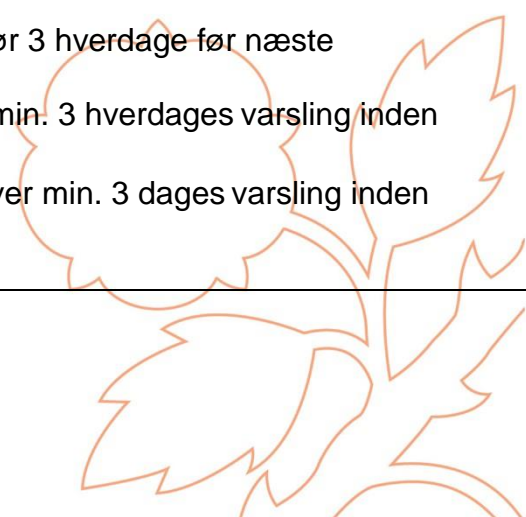 ør 3 hverdage før næste
min. 3 hverdages varsling inden
ver min. 3 dages varsling inden